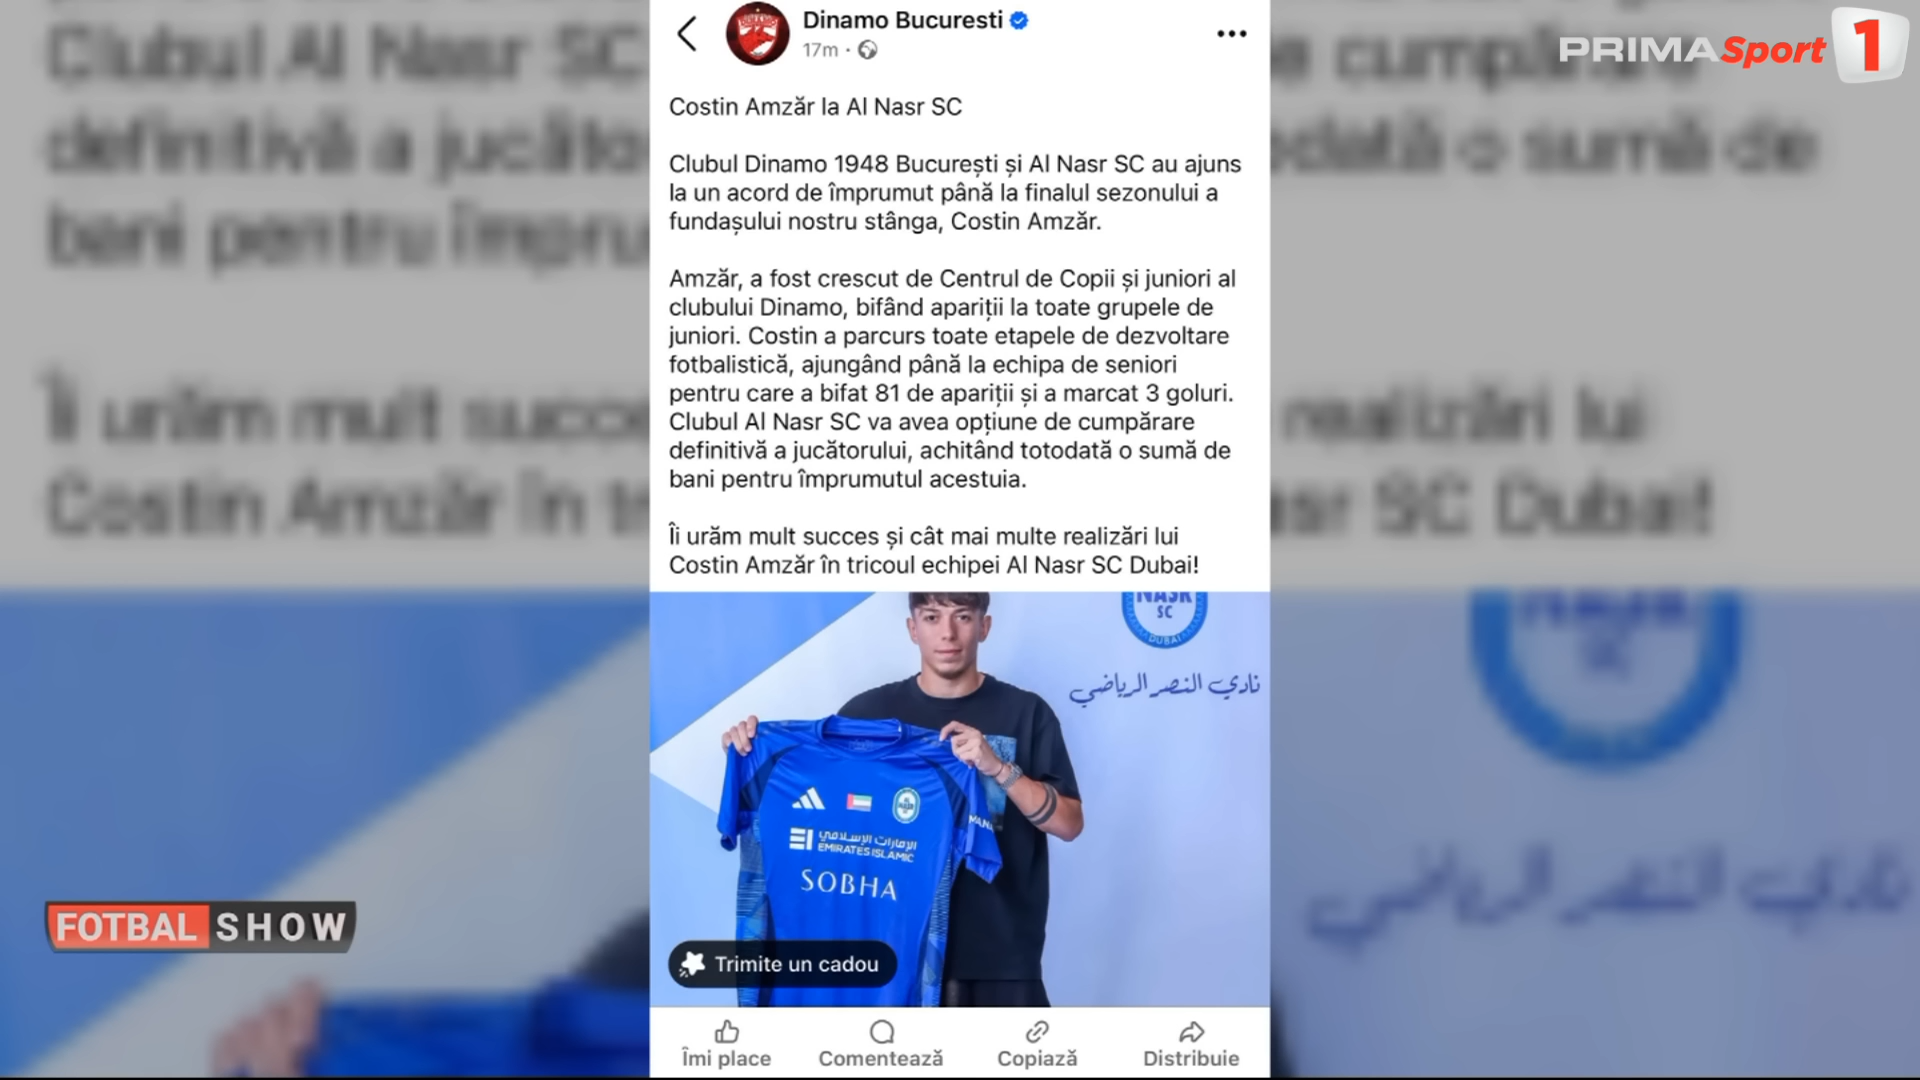 Dinamo Bucuresti
17m
PRIMA Sport 1
Costin Amzăr la Al Nasr SC
Clubul Dinamo 1948 București și Al Nasr SC au ajuns
la un acord de împrumut până la finalul sezonului a
fundașului nostru stânga, Costin Amzăr.
Amzăr, a fost crescut de Centrul de Copii și juniori al
clubului Dinamo, bifând apariții la toate grupele de
juniori. Costin a parcurs toate etapele de dezvoltare
fotbalistică, ajungând până la echipa de seniori
pentru care a bifat 81 de apariții și a marcat 3 goluri.
Clubul Al Nasr SC va avea opțiune de cumpărare
definitivă a jucătorului, achitând totodată o sumă de
bani pentru împrumutul acestuia.
Îi urăm mult succes și cât mai multe realizări lui
Costin Amzăr în tricoul echipei Al Nasr SC Dubai!
NASR
SC
DUBAI
نادي النصر الرياضي
الإمارات الإسلامي
EMIRATES ISLAMIC
SOBHA
FOTBAL SHOW
Trimite un cadou
Îmi place
Comentează
Copiază
Distribuie